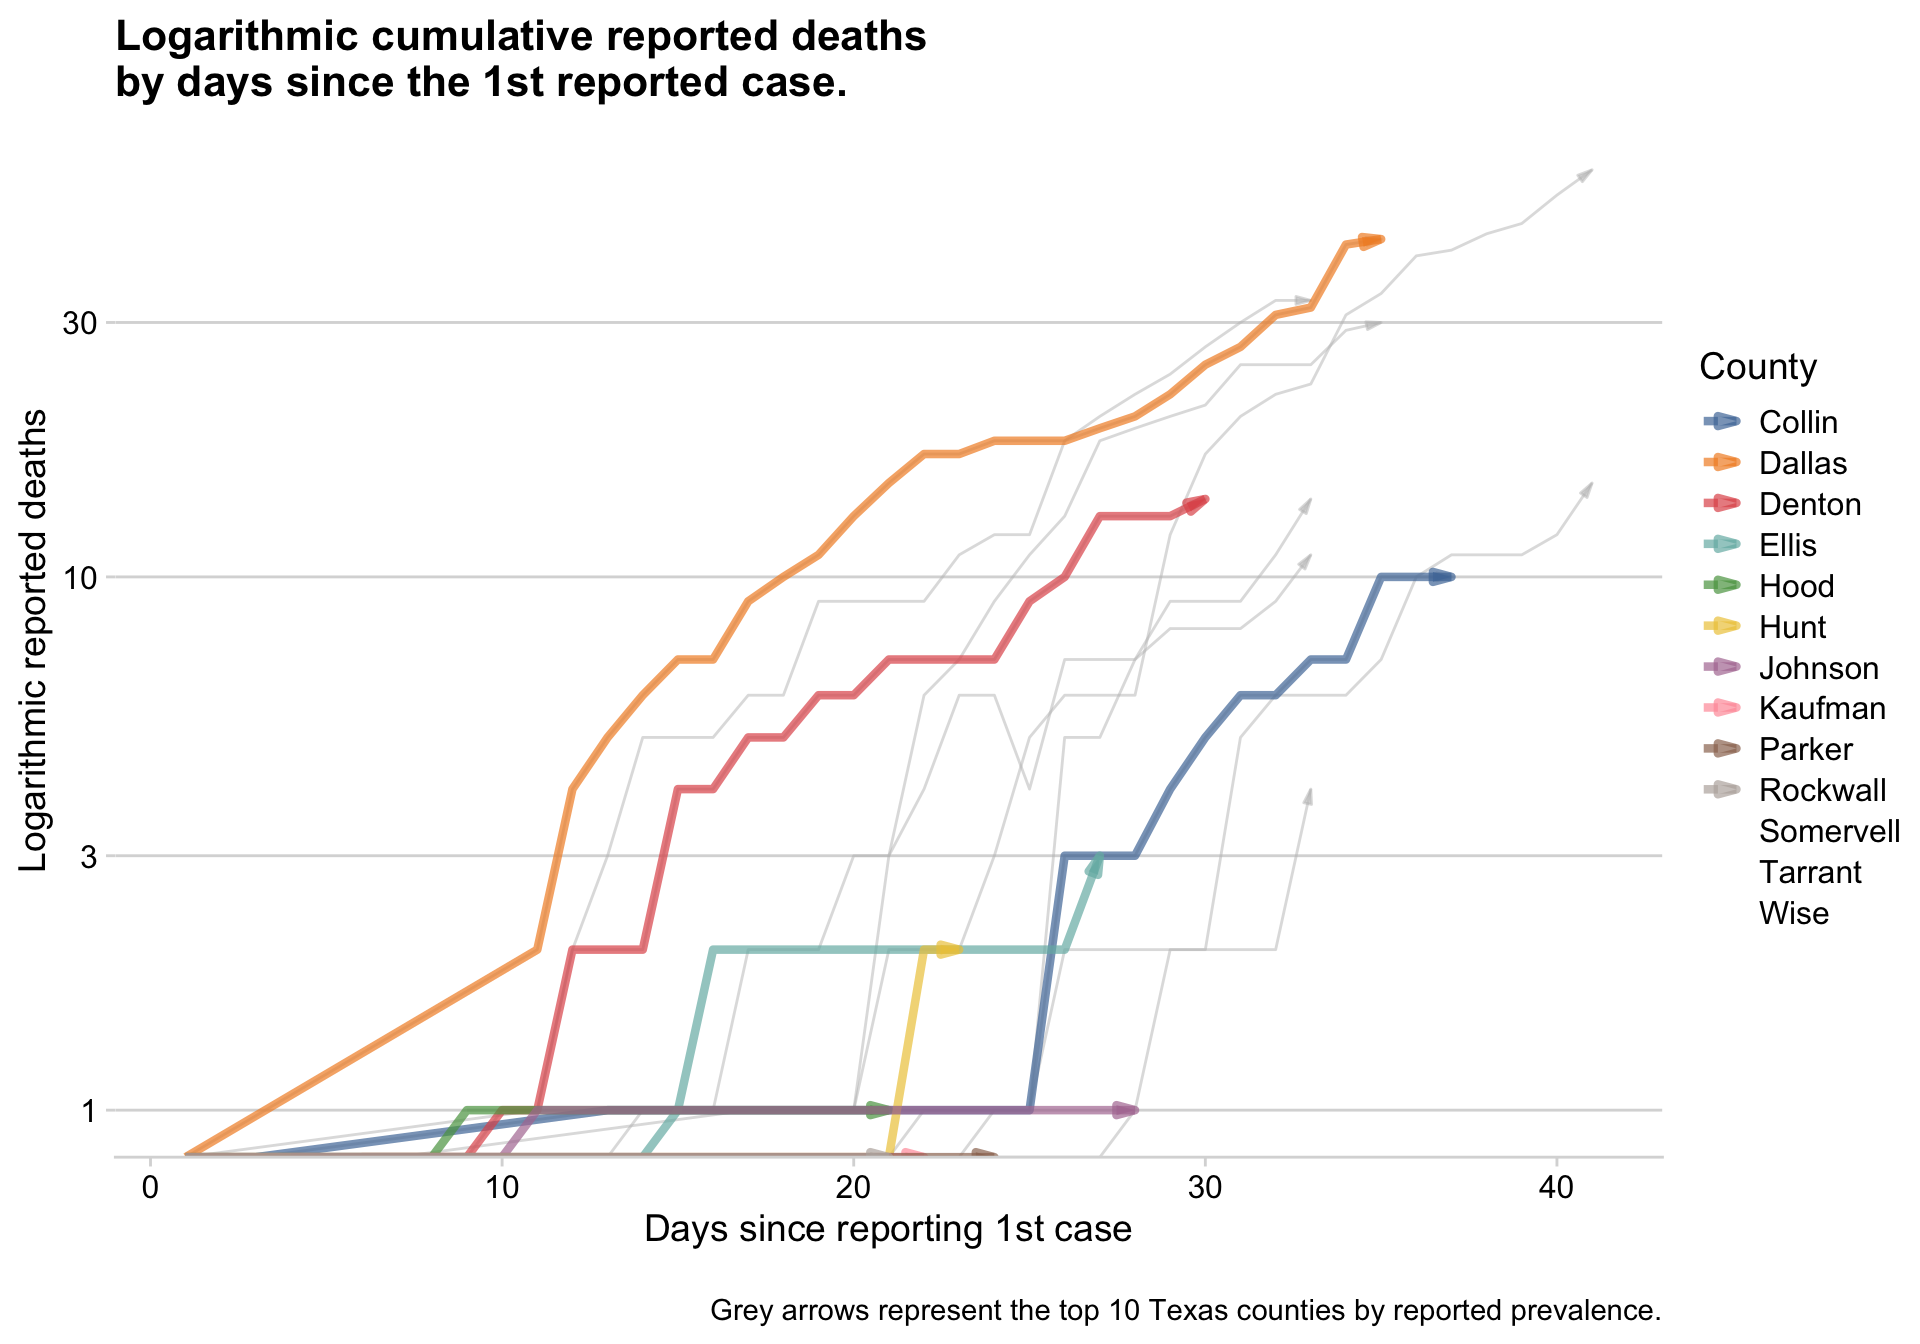 Logarithmic cumulative reported deaths
by days since the 1st reported case.
Logarithmic reported deaths
30
10
3
1
0
10
20
30
40
Days since reporting 1st case
County
Collin
Dallas
Denton
Ellis
Hood
Hunt
Johnson
Kaufman
Parker
Rockwall
Somervell
Tarrant
Wise
Grey arrows represent the top 10 Texas counties by reported prevalence.